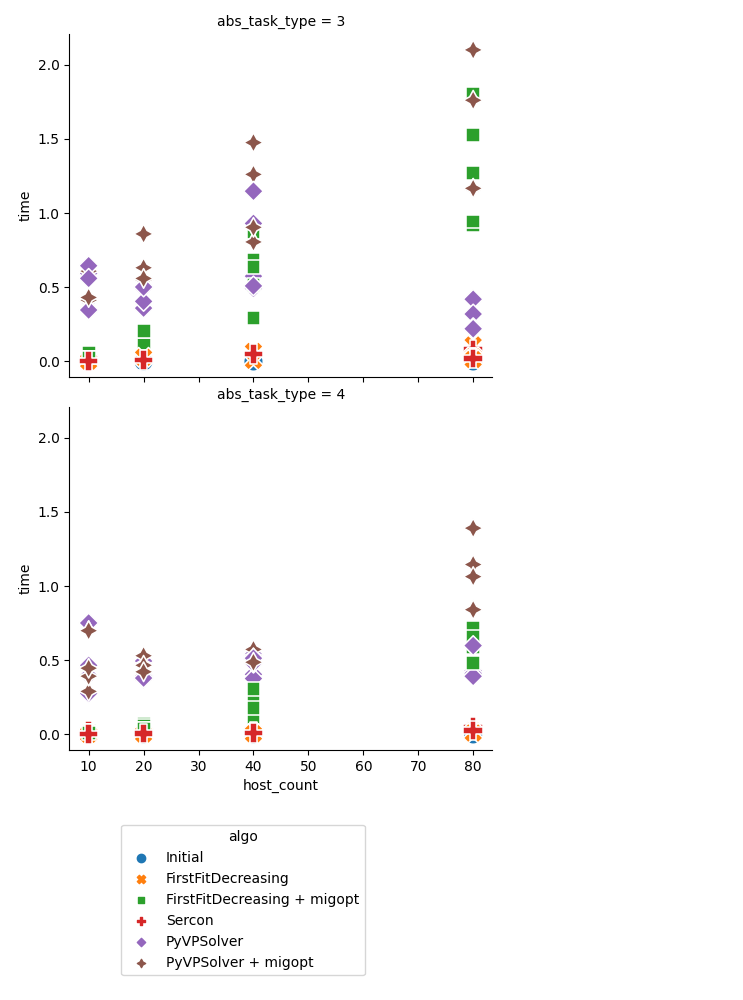 abs_task_type = 3
2.0
1.5
1.0
0.5
0.0
time
abs_task_type = 4
2.0
1.5
1.0
0.5
0.0
time
10 20 30 40 50 60 70 80
host_count
algo
Initial
FirstFitDecreasing
FirstFitDecreasing + migopt
Sercon
PyVPSolver
PyVPSolver + migopt